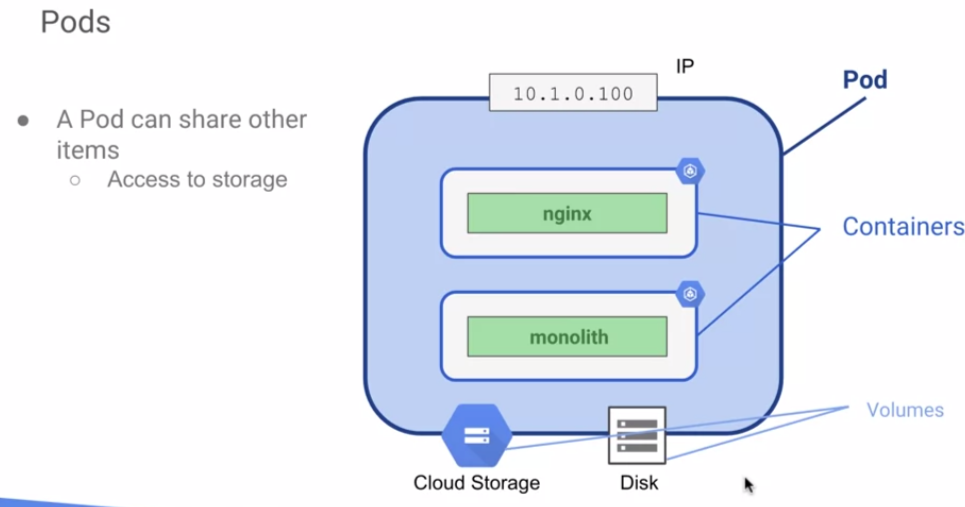 Pods
A Pod can share other
items
Access to storage
IP
10.1.0.100
Pod
nginx
Containers
monolith
Volumes
Cloud Storage
Disk